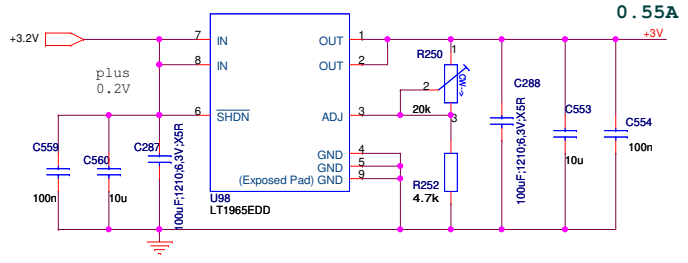 0.55A
+3.2V
7
IN
OUT
1
+3V
R250
1
8
IN
OUT
2
2
CW->
plus
0.2V
C288
20k
6
SHDN
ADJ
3
3
C559
C560
C287
C553
C554
100n
10u
100uF;1210;6,3V;X5R
100uF;1210;6,3V;X5R
10u
100n
GND
4
GND
5
(Exposed Pad) GND
9
R252
4.7k
U98
LT1965EDD